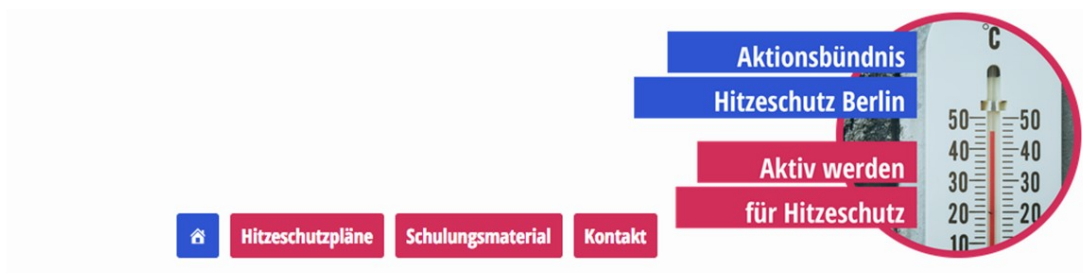 Aktionsbündnis
Hitzeschutz Berlin
Aktiv werden
für Hitzeschutz
Hitzeschutzpläne Schulungsmaterial Kontakt
°C
50 50
40 40
30 30
20 20
10